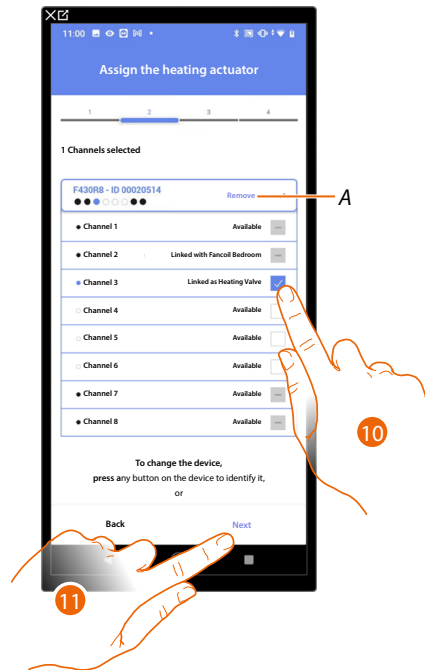 11:00
Assign the heating actuator
1 2 3 4
1 Channels selected
F430R8 - ID 00020514
Remove
A
Channel 1 Available
Channel 2 Linked with Fancoil Bedroom
Channel 3 Linked as Heating Valve
Channel 4 Available
Channel 5 Available
Channel 6 Available
Channel 7 Available
Channel 8 Available
10
To change the device,
press any button on the device to identify it,
or
Back Next
11